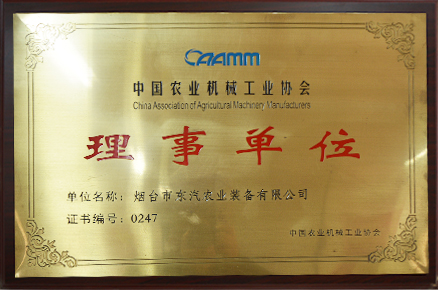 CAAMM
中国农业机械工业协会
China Association of Agricultural Machinery Manufacturers
理事单位
单位名称：烟台市东汽农业装备有限公司
证书编号：0247
中国农业机械工业协会